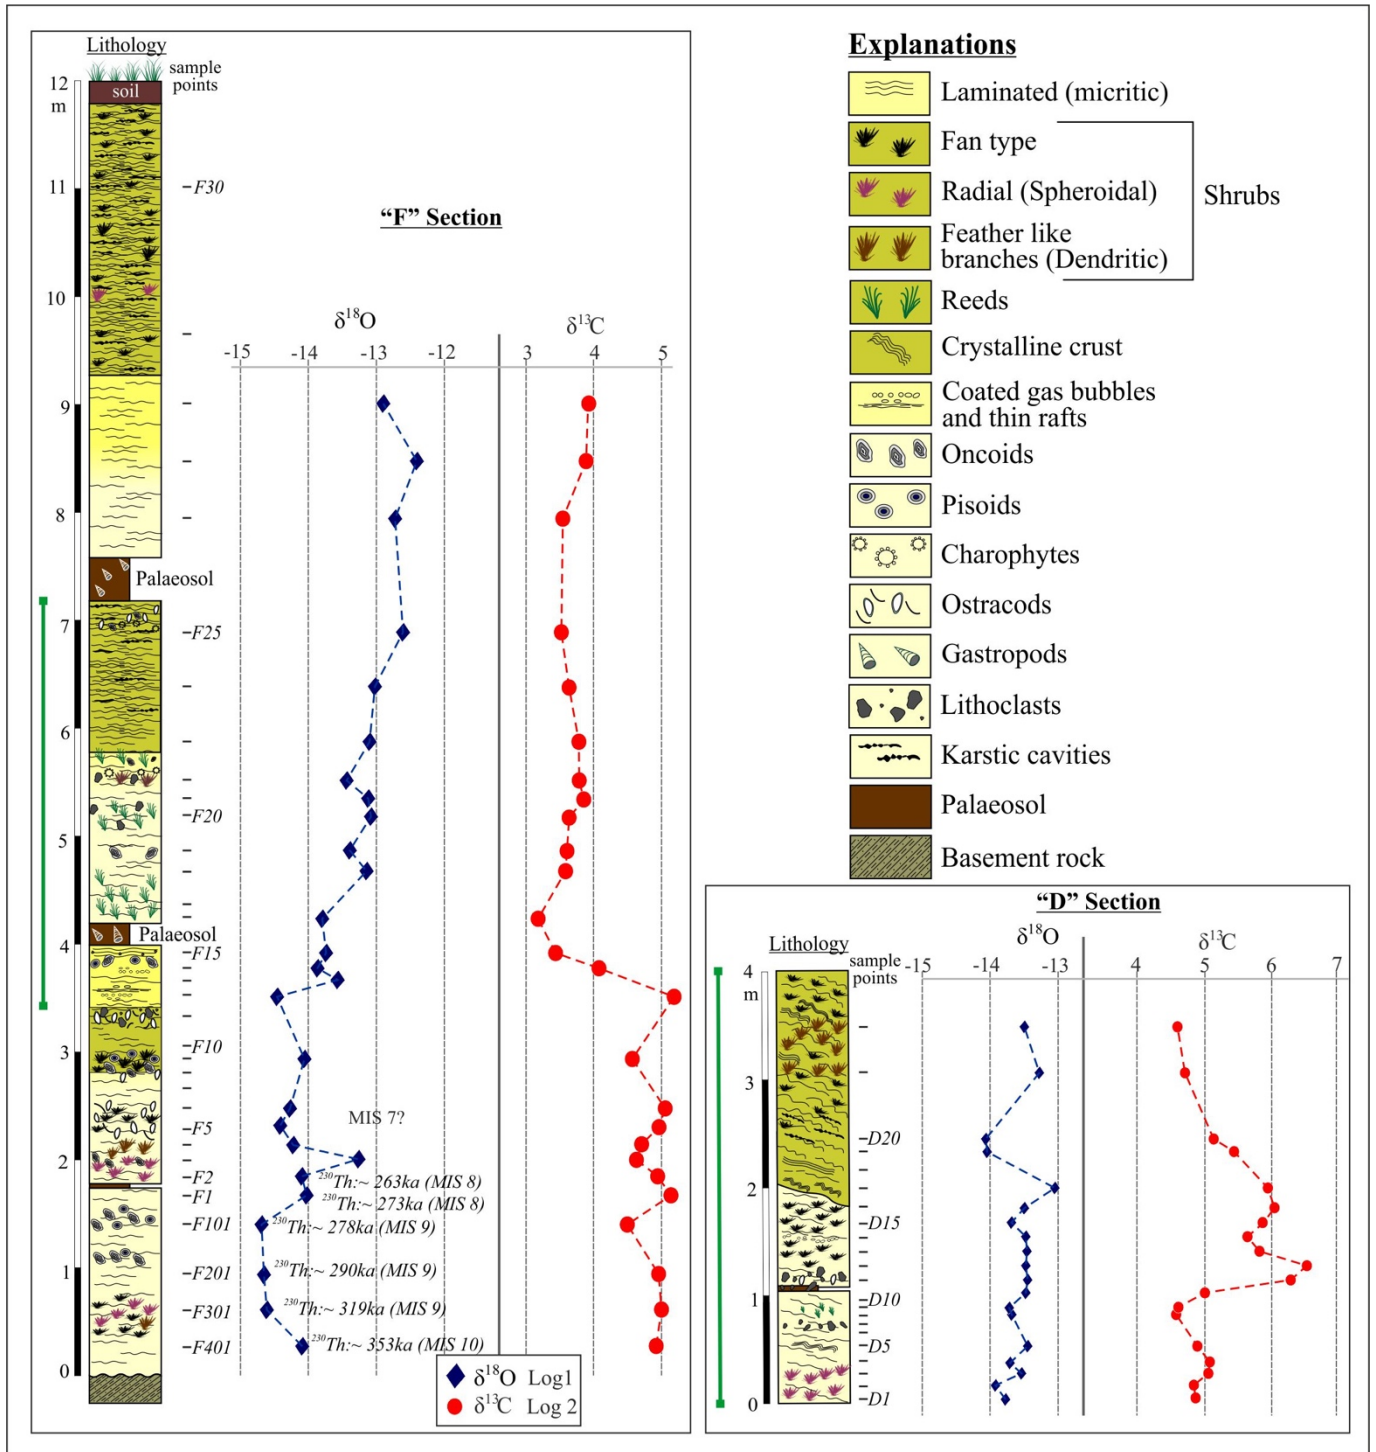 Lithology
sample
points
12
m
soil
11
F30
"F" Section
10
δ18O
δ13C
-15
-14
-13
-12
3
4
5
9
8
Palaeosol
7
F25
6
F20
5
Palaeosol
4
F15
3
F10
MIS 7?
F5
2
F2
230Th:~ 263ka (MIS 8)
F1
230Th:~ 273ka (MIS 8)
F101
230Th:~ 278ka (MIS 9)
1
F201
230Th:~ 290ka (MIS 9)
F301
230Th:~ 319ka (MIS 9)
F401
230Th:~ 353ka (MIS 10)
0
δ18O Log1
δ13C Log 2
Explanations
Laminated (micritic)
Fan type
Radial (Spheroidal)
Shrubs
Feather like
branches (Dendritic)
Reeds
Crystalline crust
Coated gas bubbles
and thin rafts
Oncoids
Pisoids
Charophytes
Ostracods
Gastropods
Lithoclasts
Karstic cavities
Palaeosol
Basement rock
"D" Section
Lithology
sample
points
δ18O
δ13C
-15
-14
-13
4
5
6
7
4
m
3
D20
2
D15
1
D10
D5
D1
0